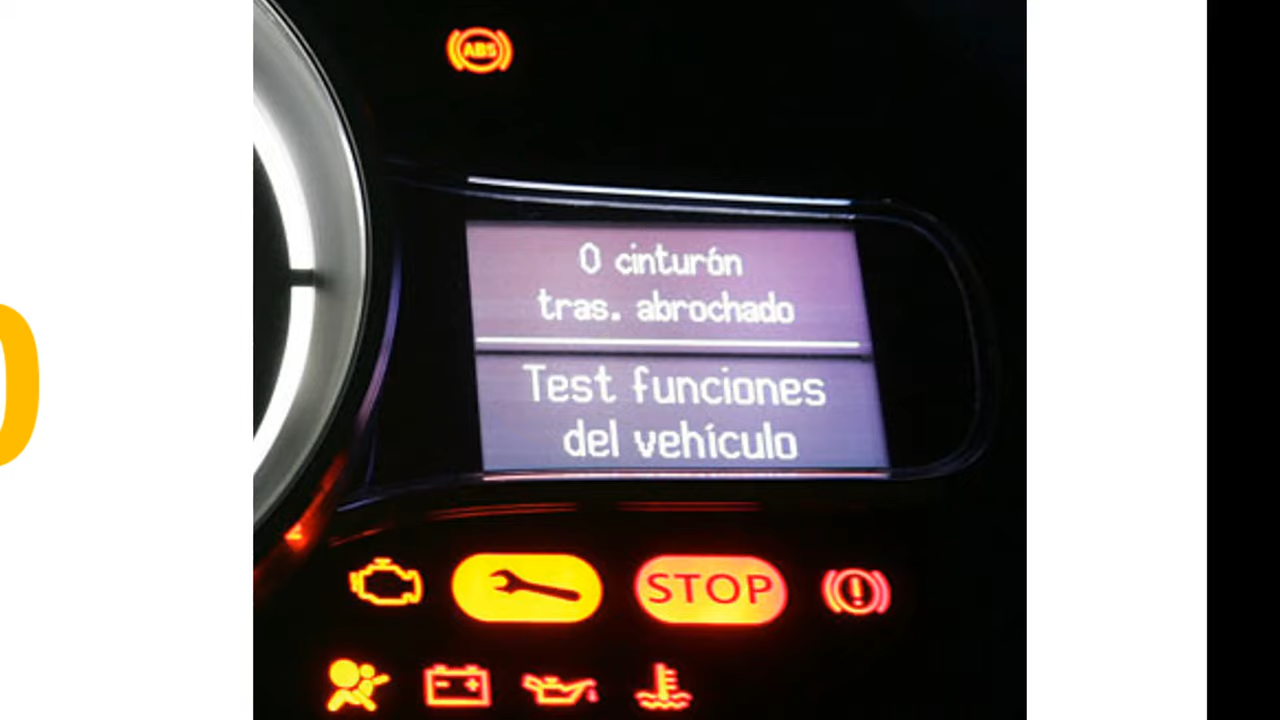 ABS
0 cinturón
tras. abrochado
Test funciones
del vehículo
STOP